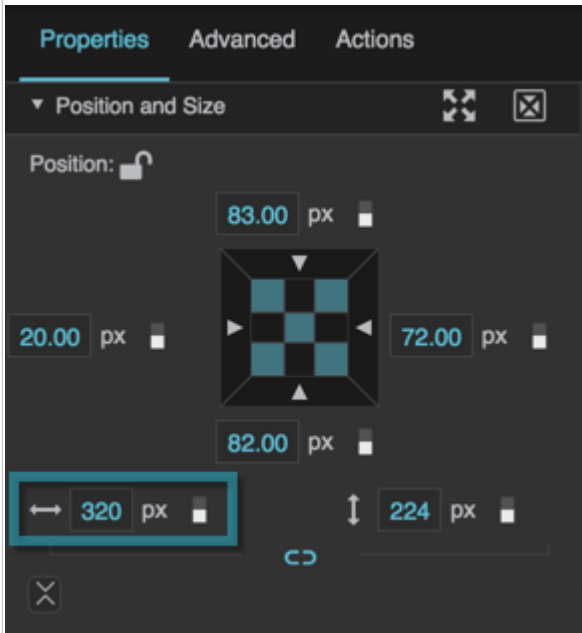 Properties Advanced Actions
Position and Size
Position:
83.00 px
20.00 px 72.00 px
82.00 px
320 px 224 px